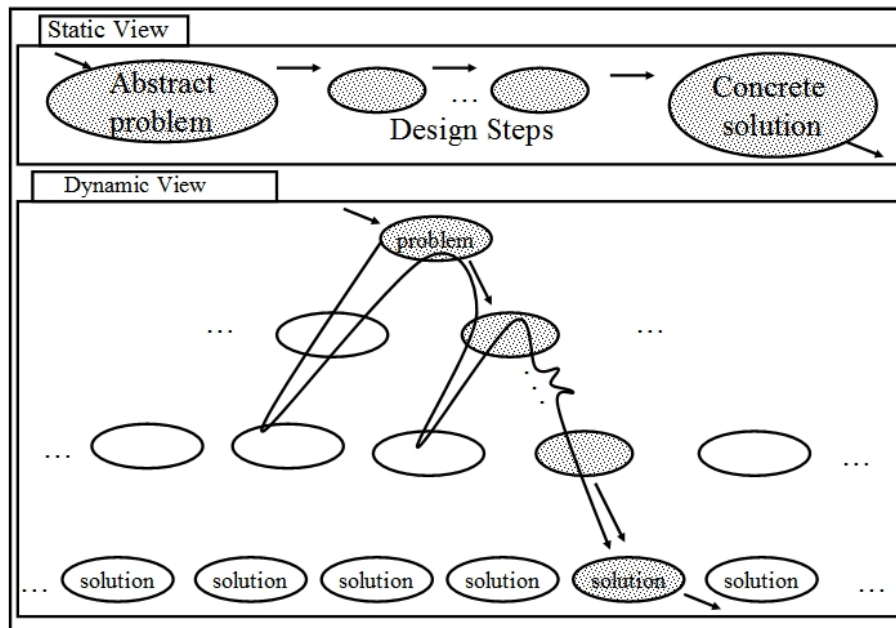 Static View
Abstract
problem
...
Design Steps
Concrete
solution
Dynamic View
problem
... ...
... ...
... solution solution solution solution solution solution ...